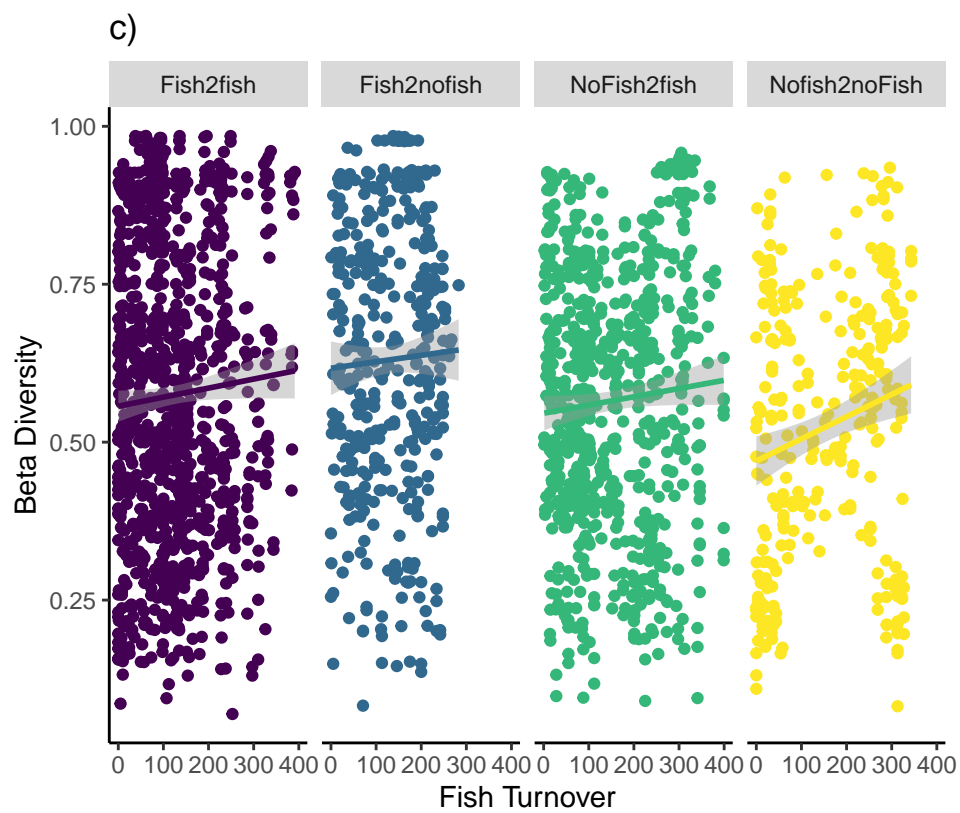 c)
Fish2fish Fish2nofish NoFish2fish Nofish2noFish
Beta Diversity
1.00
0.75
0.50
0.25
0 100 200 300 400 0 100 200 300 400 0 100 200 300 400 0 100 200 300 400
Fish Turnover